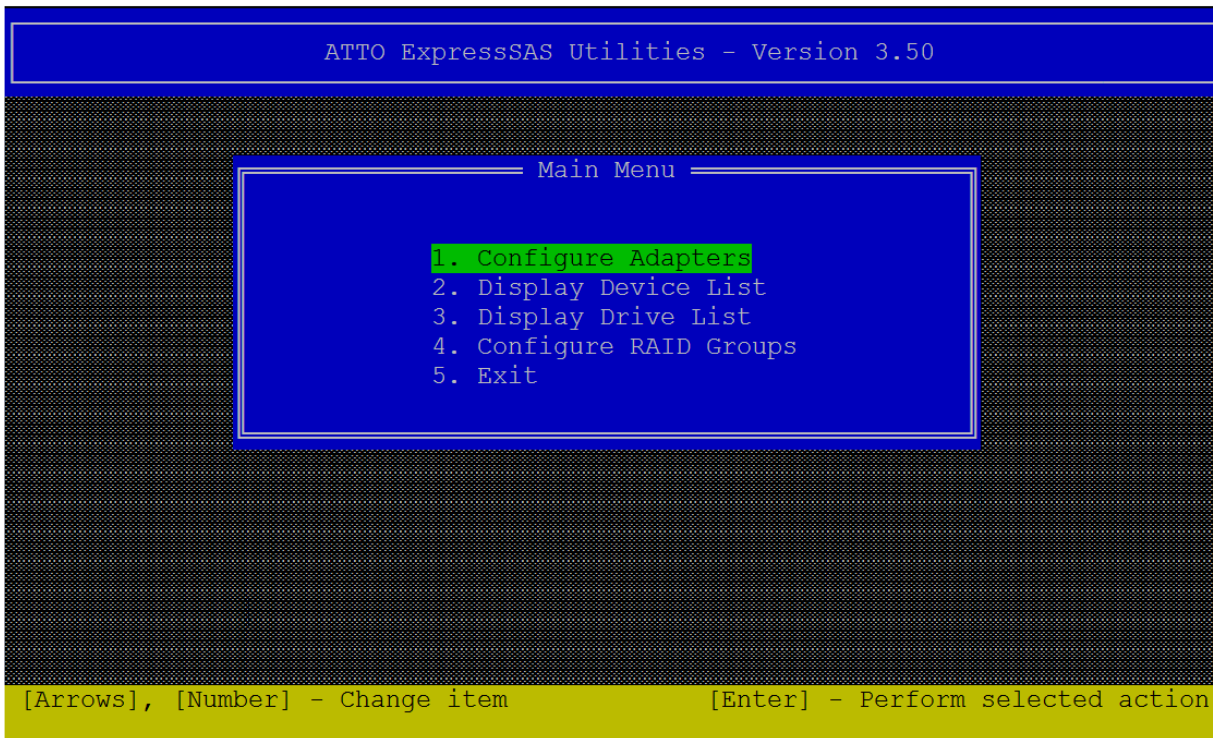 ATTO ExpressSAS Utilities - Version 3.50
Main Menu
1. Configure Adapters
2. Display Device List
3. Display Drive List
4. Configure RAID Groups
5. Exit
[Arrows], [Number] - Change item [Enter] - Perform selected action